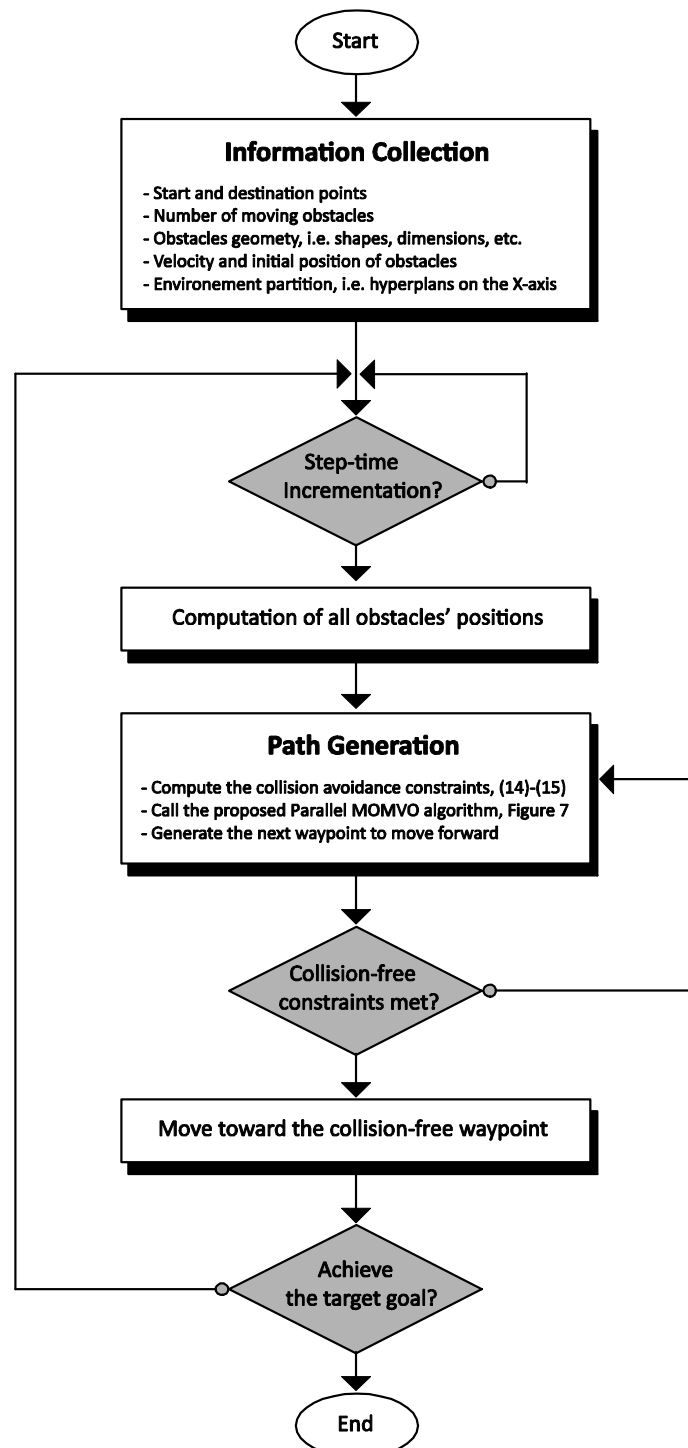 Start
Information Collection
- Start and destination points
- Number of moving obstacles
- Obstacles geomety, i.e. shapes, dimensions, etc.
- Velocity and initial position of obstacles
- Environement partition, i.e. hyperplans on the X-axis
Step-time
Incrementation?
Computation of all obstacles’ positions
Path Generation
- Compute the collision avoidance constraints, (14)-(15)
- Call the proposed Parallel MOMVO algorithm, Figure 7
- Generate the next waypoint to move forward
Collision-free
constraints met?
Move toward the collision-free waypoint
Achieve
the target goal?
End